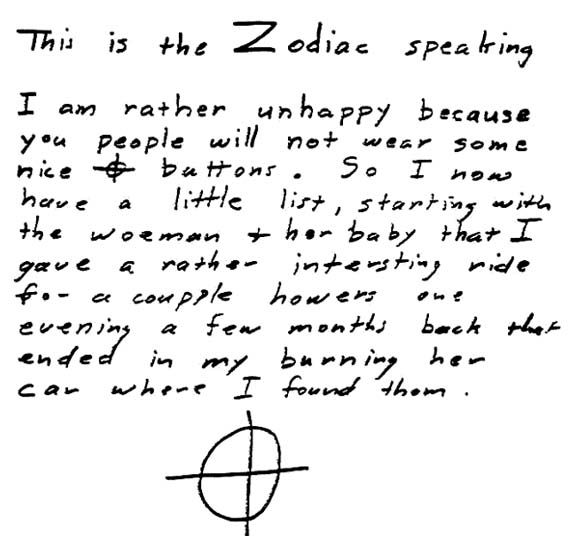 This is the Zodiac speaking
I am rather unhappy because
you people will not wear some
nice ⌖ buttons. So I now
have a little list, starting with
the woeman + her baby that I
gave a rather intersting ride
for a coupple howers one
evening a few months back that
ended in my burning her
car where I found them.